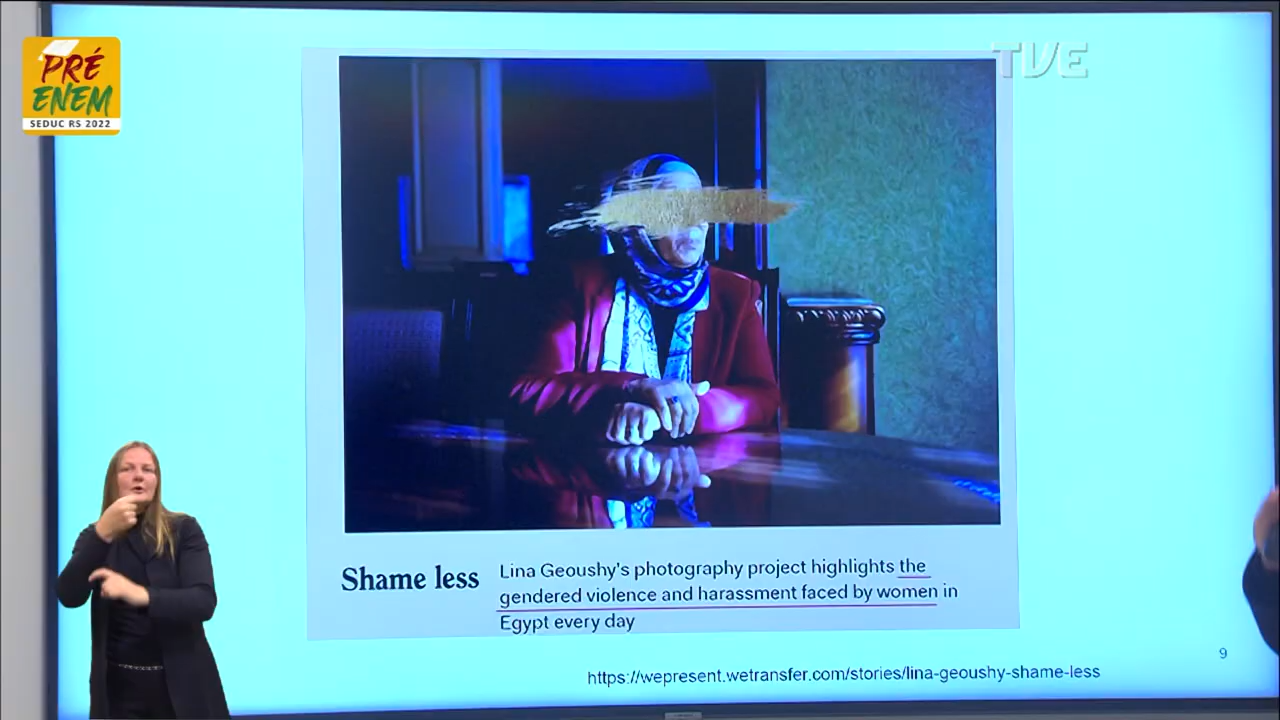 PRÉ
ENEM
SEDUC RS 2022
TVE
Shame less
Lina Geoushy's photography project highlights the
gendered violence and harassment faced by women in
Egypt every day
9
https://wepresent.wetransfer.com/stories/lina-geoushy-shame-less